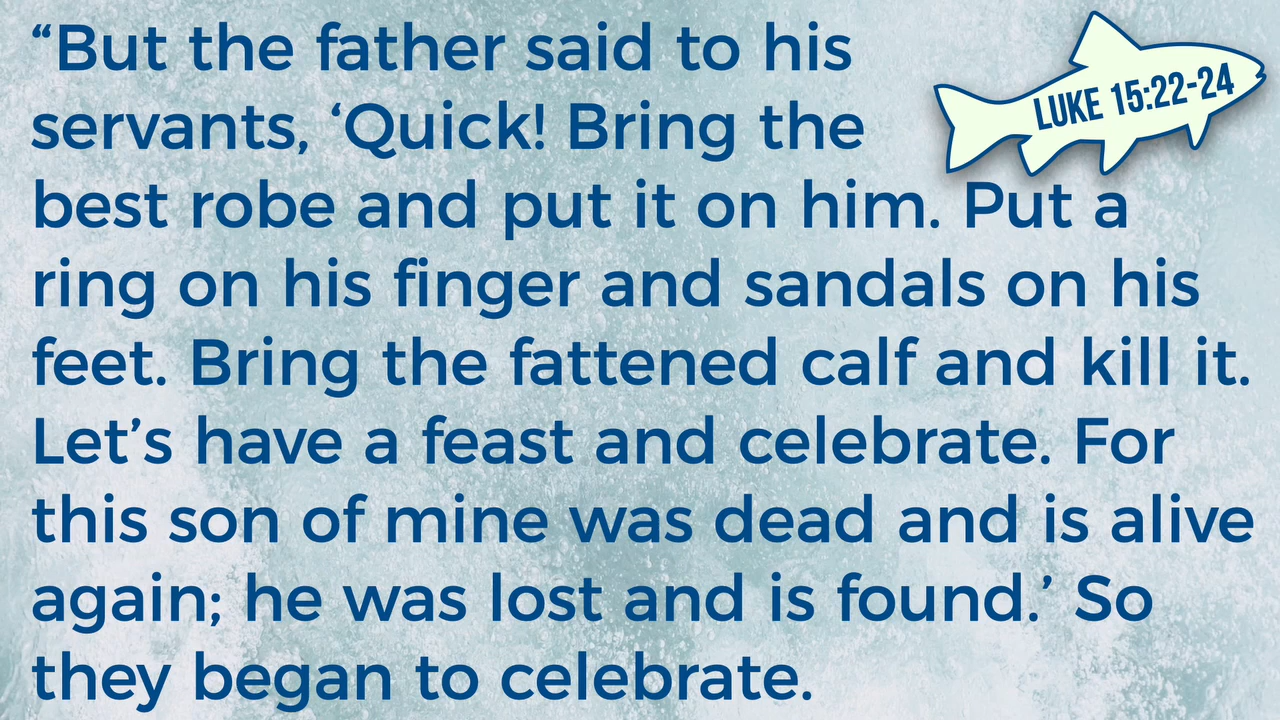 “But the father said to his
servants, ‘Quick! Bring the
best robe and put it on him. Put a
ring on his finger and sandals on his
feet. Bring the fattened calf and kill it.
Let’s have a feast and celebrate. For
this son of mine was dead and is alive
again; he was lost and is found.’ So
they began to celebrate.
LUKE 15:22-24